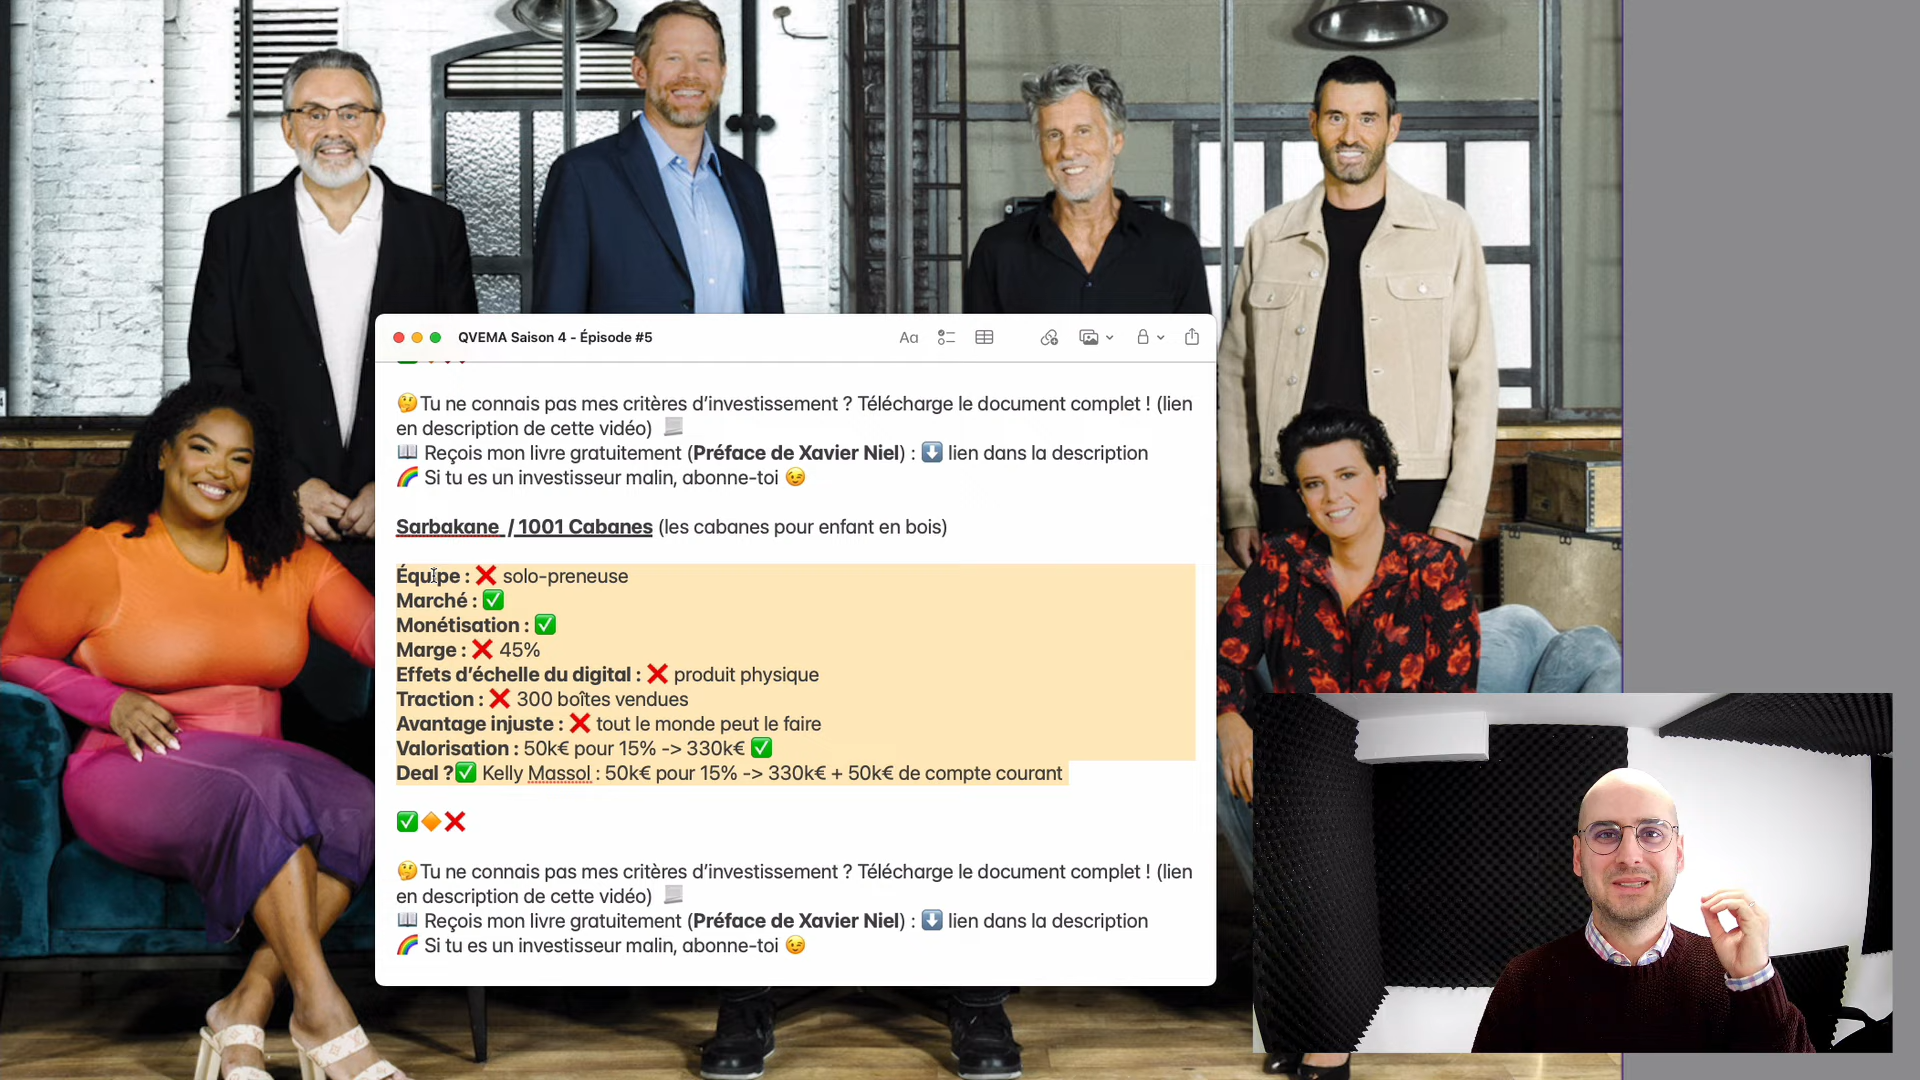 QVEMA Saison 4 - Épisode #5
Aa
🤔Tu ne connais pas mes critères d'investissement ? Télécharge le document complet ! (lien
en description de cette vidéo) 📃
📖 Reçois mon livre gratuitement (Préface de Xavier Niel) : ⬇️ lien dans la description
🌈 Si tu es un investisseur malin, abonne-toi 😉
Sarbakane / 1001 Cabanes (les cabanes pour enfant en bois)
Équipe : ❌ solo-preneuse
Marché : ✅
Monétisation : ✅
Marge : ❌ 45%
Effets d'échelle du digital : ❌ produit physique
Traction : ❌ 300 boîtes vendues
Avantage injuste : ❌ tout le monde peut le faire
Valorisation : 50k€ pour 15% -> 330k€ ✅
Deal ?✅ Kelly Massol : 50k€ pour 15% -> 330k€ + 50k€ de compte courant
✅🔶❌
🤔Tu ne connais pas mes critères d'investissement ? Télécharge le document complet ! (lien
en description de cette vidéo) 📃
📖 Reçois mon livre gratuitement (Préface de Xavier Niel) : ⬇️ lien dans la description
🌈 Si tu es un investisseur malin, abonne-toi 😉